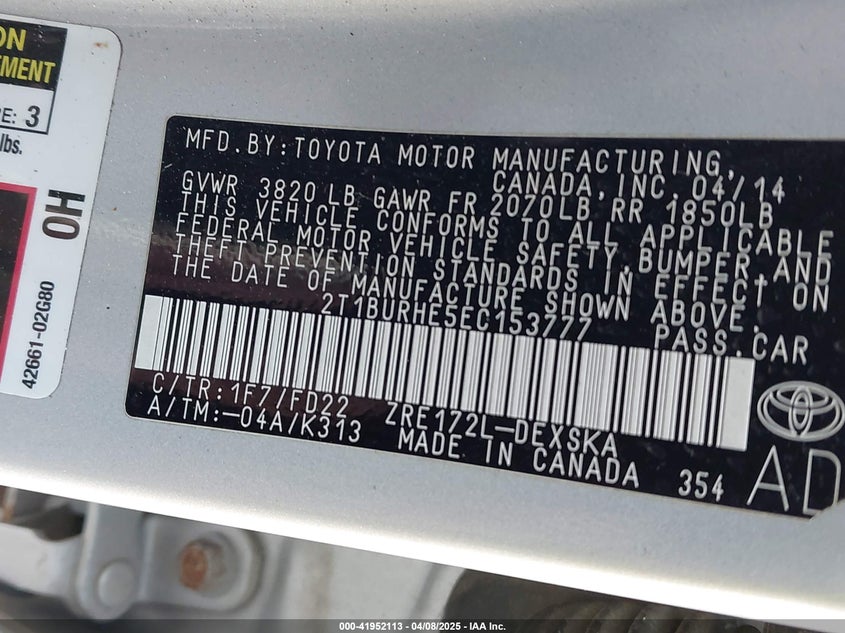 ON
EMENT
E: 3
lbs.
OH
42661-02G80
MFD.BY:TOYOTA MOTOR MANUFACTURING,
CANADA, INC. 04/14
GVWR 3820 LB GAWR FR 2070LB RR 1850LB
THIS VEHICLE CONFORMS TO ALL APPLICABLE
FEDERAL MOTOR VEHICLE SAFETY, BUMPER AND
THEFT PREVENTION STANDARDS IN EFFECT ON
THE DATE OF MANUFACTURE SHOWN ABOVE.
2T1BURHE5EC153777 PASS.CAR
C/TR:1F7/FD22
A/TM:-04A/K313 ZRE172L-DEXSKA
MADE IN CANADA 354 AD
000-41952113 - 04/08/2025 - IAA Inc.